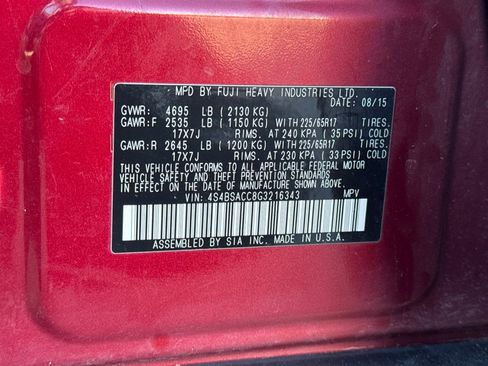 MFD BY FUJI HEAVY INDUSTRIES LTD.
DATE: 08/15
GVWR: 4695 LB (2130 KG)
GAWR:F 2535 LB (1150 KG) WITH 225/65R17 TIRES.
17X7J RIMS. AT 240 KPA (35 PSI) COLD
GAWR:R 2645 LB (1200 KG) WITH 225/65R17 TIRES.
17X7J RIMS. AT 230 KPA (33 PSI) COLD
THIS VEHICLE CONFORMS TO ALL APPLICABLE FEDERAL MOTOR
VEHICLE SAFETY AND THEFT PREVENTION STANDARDS IN EFFECT ON
THE DATE OF MANUFACTURE SHOWN ABOVE.
VIN: 4S4BSACC8G3216343 MPV
ASSEMBLED BY SIA INC. MADE IN U.S.A.